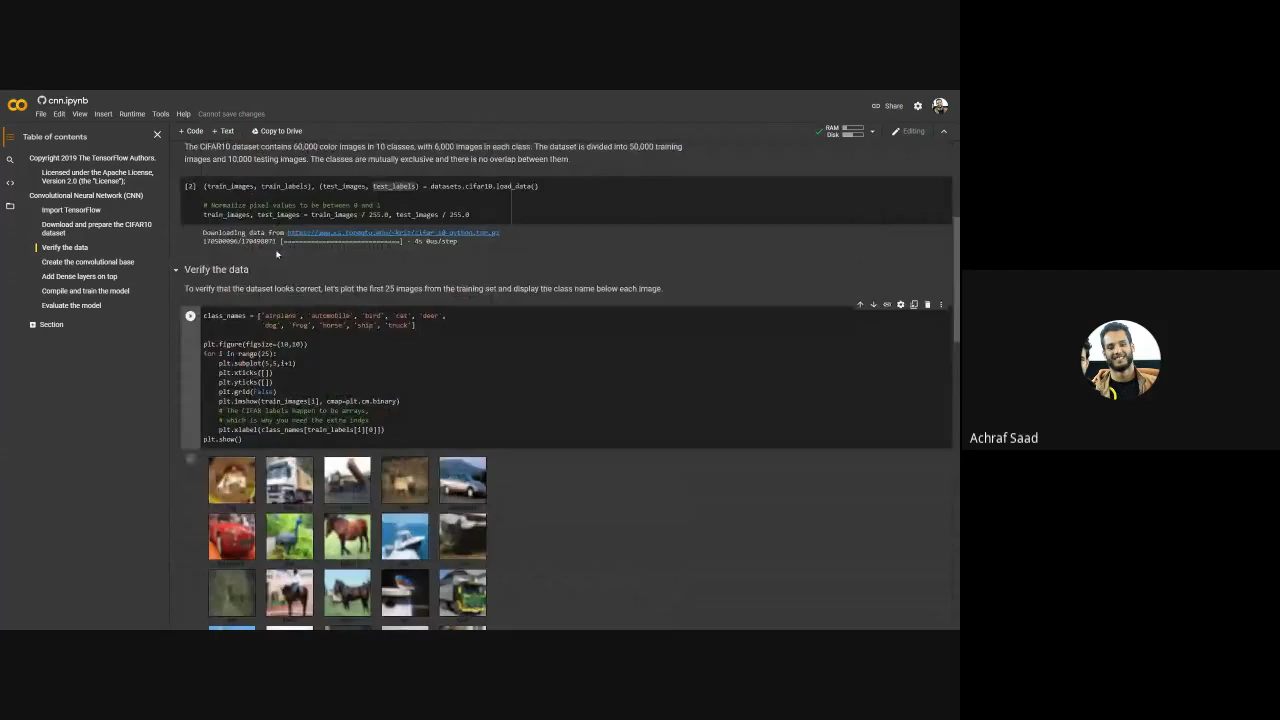 cnn.ipynb
File Edit View Insert Runtime Tools Help Cannot save changes
Share
Table of contents
+ Code + Text Copy to Drive
RAM
Disk
Editing
Copyright 2019 The TensorFlow Authors.
Licensed under the Apache License,
Version 2.0 (the "License");
Convolutional Neural Network (CNN)
Import TensorFlow
Download and prepare the CIFAR10
dataset
Verify the data
Create the convolutional base
Add Dense layers on top
Compile and train the model
Evaluate the model
Section
The CIFAR10 dataset contains 60,000 color images in 10 classes, with 6,000 images in each class. The dataset is divided into 50,000 training
images and 10,000 testing images. The classes are mutually exclusive and there is no overlap between them
[2] (train_images, train_labels), (test_images, test_labels) = datasets.cifar10.load_data()
# Normalize pixel values to be between 0 and 1
train_images, test_images = train_images / 255.0, test_images / 255.0
Downloading data from
[==============================] - 4s 0us/step
Verify the data
To verify that the dataset looks correct, let's plot the first 25 images from the training set and display the class name below each image.
class_names = ['airplane', 'automobile', 'bird', 'cat', 'deer',
'dog', 'frog', 'horse', 'ship', 'truck']
plt.figure(figsize=(10,10))
for i in range(25):
plt.subplot(5,5,i+1)
plt.xticks([])
plt.yticks([])
plt.grid(False)
plt.imshow(train_images[i], cmap=plt.cm.binary)
# The CIFAR labels happen to be arrays,
# which is why you need the extra index
plt.xlabel(class_names[train_labels[i][0]])
plt.show()
Achraf Saad